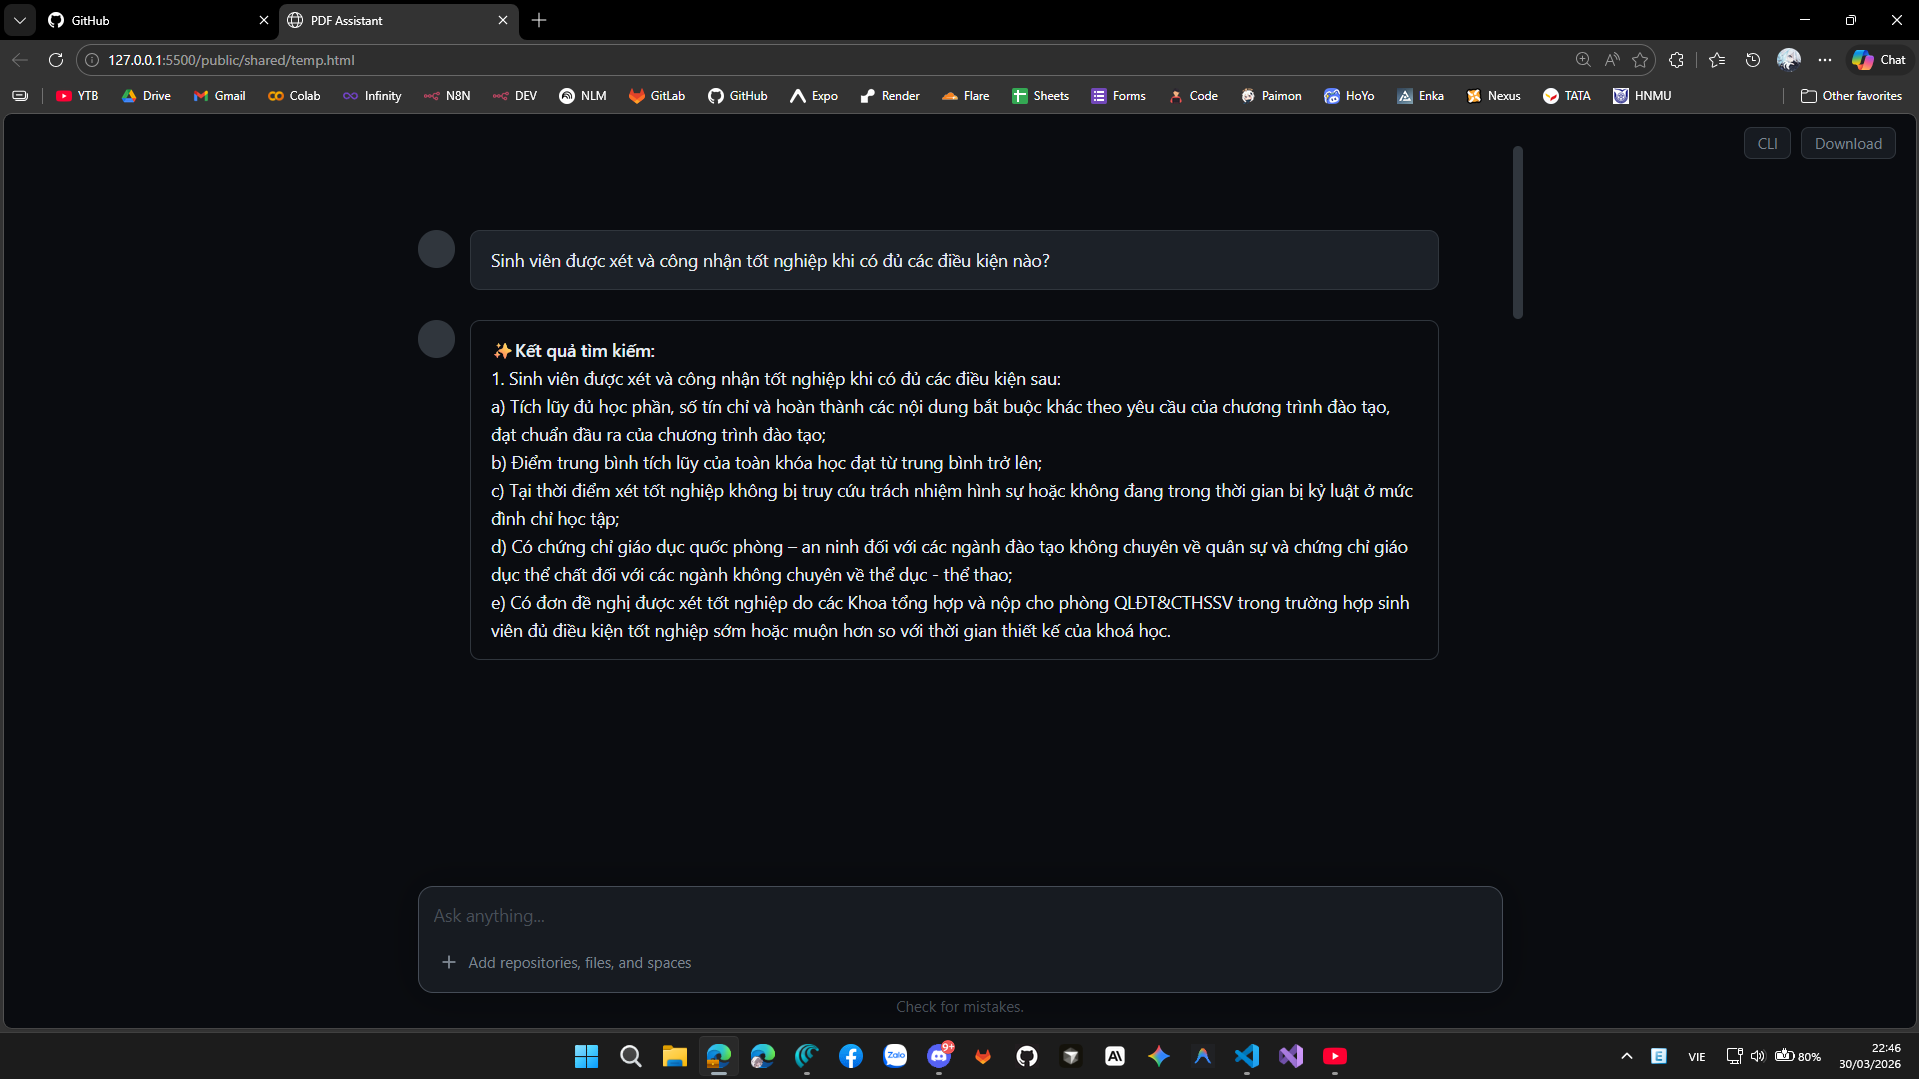 GitHub
PDF Assistant
127.0.0.1:5500/public/shared/temp.html
Chat
YTB
Drive
Gmail
Colab
Infinity
N8N
DEV
NLM
GitLab
GitHub
Expo
Render
Flare
Sheets
Forms
Code
Paimon
HoYo
Enka
Nexus
TATA
HNMU
Other favorites
CLI
Download
Sinh viên được xét và công nhận tốt nghiệp khi có đủ các điều kiện nào?
✨Kết quả tìm kiếm:
1. Sinh viên được xét và công nhận tốt nghiệp khi có đủ các điều kiện sau:
a) Tích lũy đủ học phần, số tín chỉ và hoàn thành các nội dung bắt buộc khác theo yêu cầu của chương trình đào tạo,
đạt chuẩn đầu ra của chương trình đào tạo;
b) Điểm trung bình tích lũy của toàn khóa học đạt từ trung bình trở lên;
c) Tại thời điểm xét tốt nghiệp không bị truy cứu trách nhiệm hình sự hoặc không đang trong thời gian bị kỷ luật ở mức
đình chỉ học tập;
d) Có chứng chỉ giáo dục quốc phòng – an ninh đối với các ngành đào tạo không chuyên về quân sự và chứng chỉ giáo
dục thể chất đối với các ngành không chuyên về thể dục - thể thao;
e) Có đơn đề nghị được xét tốt nghiệp do các Khoa tổng hợp và nộp cho phòng QLĐT&CTHSSV trong trường hợp sinh
viên đủ điều kiện tốt nghiệp sớm hoặc muộn hơn so với thời gian thiết kế của khoá học.
Ask anything...
Add repositories, files, and spaces
Check for mistakes.
Zalo
9+
E
VIE
80%
22:46
30/03/2026